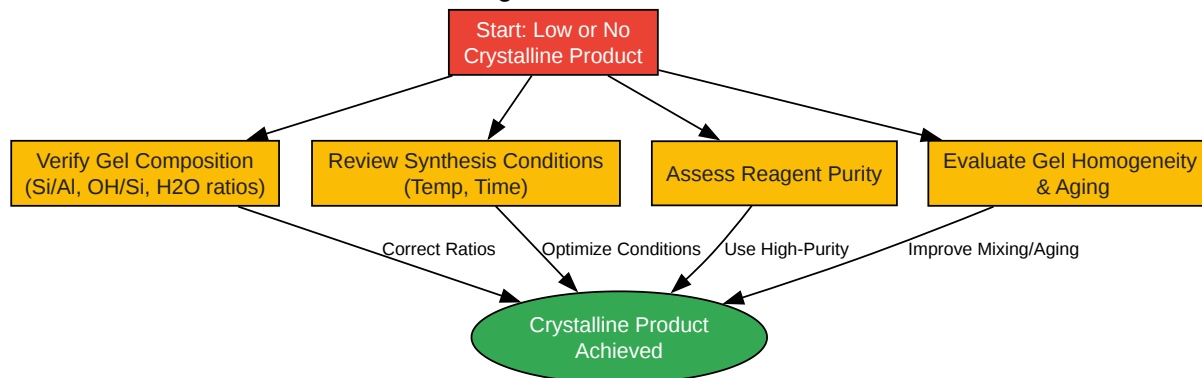 Start: Low or No
Crystalline Product
Verify Gel Composition
(Si/Al, OH/Si, H2O ratios)
Review Synthesis Conditions
(Temp, Time)
Assess Reagent Purity
Evaluate Gel Homogeneity
& Aging
Correct Ratios
Optimize Conditions
Use High-Purity
Improve Mixing/Aging
Crystalline Product
Achieved